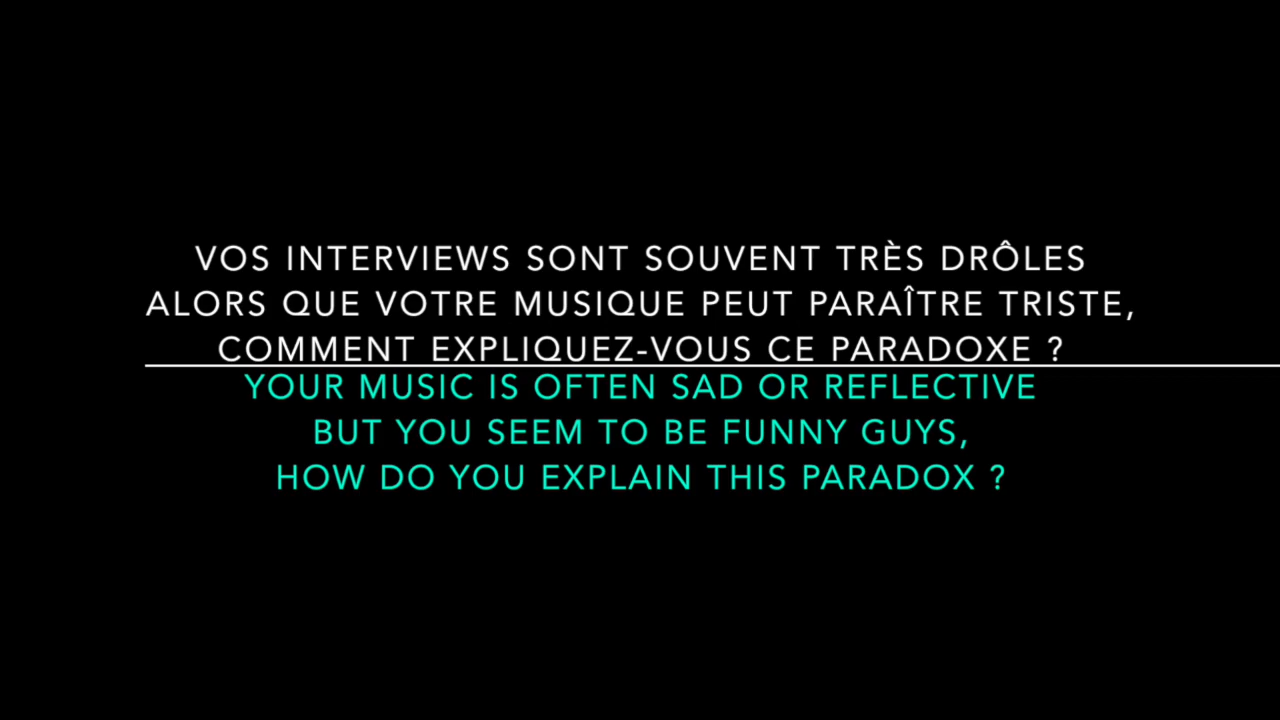 VOS INTERVIEWS SONT SOUVENT TRÈS DRÔLES
ALORS QUE VOTRE MUSIQUE PEUT PARAÎTRE TRISTE,
COMMENT EXPLIQUEZ-VOUS CE PARADOXE ?
YOUR MUSIC IS OFTEN SAD OR REFLECTIVE
BUT YOU SEEM TO BE FUNNY GUYS,
HOW DO YOU EXPLAIN THIS PARADOX ?